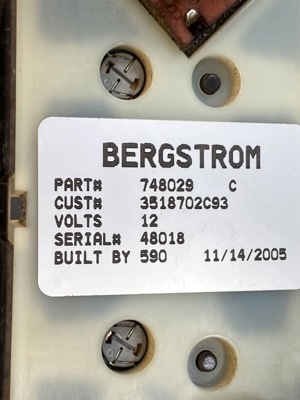 BERGSTROM
PART# 748029 C
CUST# 3518702C93
VOLTS 12
SERIAL# 48018
BUILT BY 590 11/14/2005